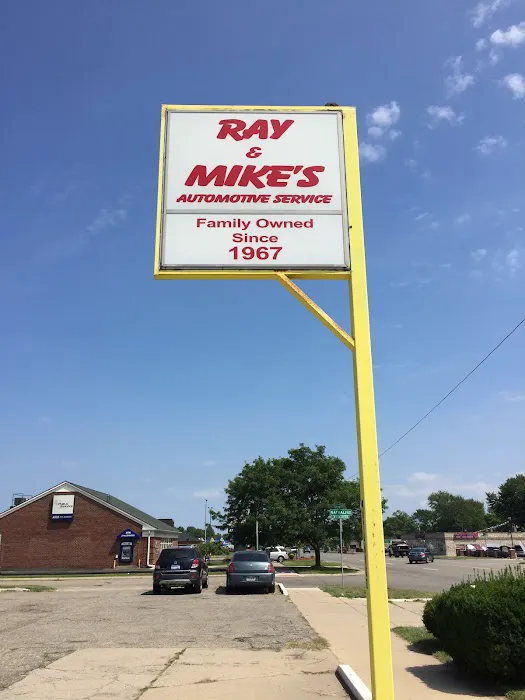 RAY
&
MIKE'S
AUTOMOTIVE SERVICE
Family Owned
Since
1967